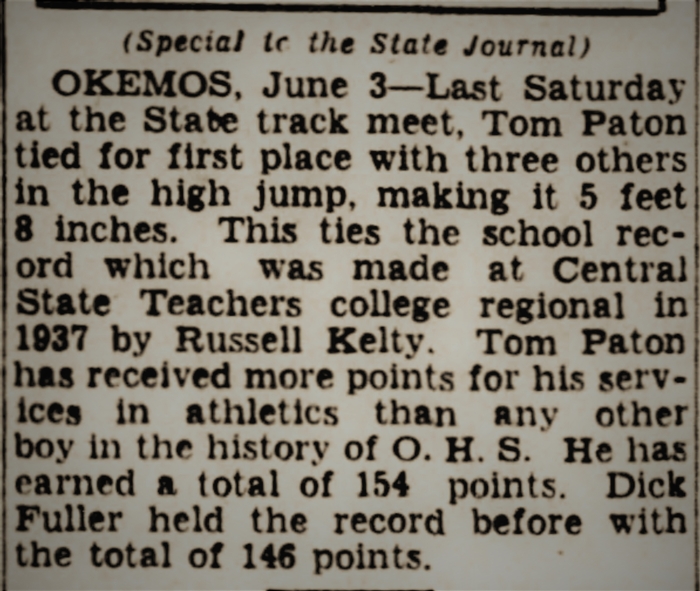 (Special to the State Journal)
OKEMOS, June 3—Last Saturday
at the State track meet, Tom Paton
tied for first place with three others
in the high jump, making it 5 feet
8 inches. This ties the school rec-
ord which was made at Central
State Teachers college regional in
1937 by Russell Kelty. Tom Paton
has received more points for his serv-
ices in athletics than any other
boy in the history of O. H. S. He has
earned a total of 154 points. Dick
Fuller held the record before with
the total of 146 points.